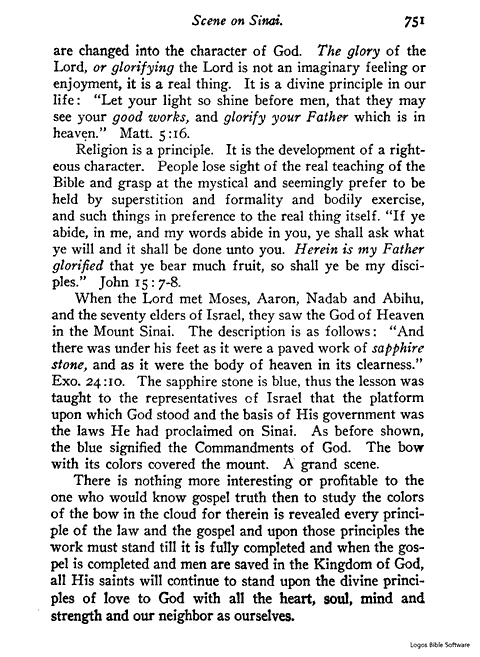 Scene on Sinai. 751
are changed into the character of God. The glory of the
Lord, or glorifying the Lord is not an imaginary feeling or
enjoyment, it is a real thing. It is a divine principle in our
life: "Let your light so shine before men, that they may
see your good works, and glorify your Father which is in
heaven." Matt. 5:16.
Religion is a principle. It is the development of a right-
eous character. People lose sight of the real teaching of the
Bible and grasp at the mystical and seemingly prefer to be
held by superstition and formality and bodily exercise,
and such things in preference to the real thing itself. "If ye
abide, in me, and my words abide in you, ye shall ask what
ye will and it shall be done unto you. Herein is my Father
glorified that ye bear much fruit, so shall ye be my disci-
ples." John 15:7-8.
When the Lord met Moses, Aaron, Nadab and Abihu,
and the seventy elders of Israel, they saw the God of Heaven
in the Mount Sinai. The description is as follows: "And
there was under his feet as it were a paved work of sapphire
stone, and as it were the body of heaven in its clearness."
Exo. 24:10. The sapphire stone is blue, thus the lesson was
taught to the representatives of Israel that the platform
upon which God stood and the basis of His government was
the laws He had proclaimed on Sinai. As before shown,
the blue signified the Commandments of God. The bow
with its colors covered the mount. A grand scene.
There is nothing more interesting or profitable to the
one who would know gospel truth then to study the colors
of the bow in the cloud for therein is revealed every princi-
ple of the law and the gospel and upon those principles the
work must stand till it is fully completed and when the gos-
pel is completed and men are saved in the Kingdom of God,
all His saints will continue to stand upon the divine princi-
ples of love to God with all the heart, soul, mind and
strength and our neighbor as ourselves.
Logos Bible Software